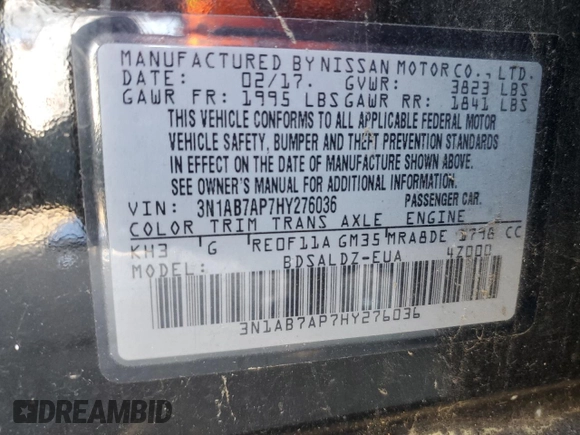 MANUFACTURED BY NISSAN MOTOR CO., LTD.
DATE: 02/17. GVWR: 3823 LBS
GAWR FR: 1995 LBS GAWR RR: 1841 LBS
THIS VEHICLE CONFORMS TO ALL APPLICABLE FEDERAL MOTOR
VEHICLE SAFETY, BUMPER AND THEFT PREVENTION STANDARDS
IN EFFECT ON THE DATE OF MANUFACTURE SHOWN ABOVE.
SEE OWNER'S MANUAL FOR ADDITIONAL INFORMATION.
VIN: 3N1AB7AP7HY276036 PASSENGER CAR.
COLOR TRIM TRANS AXLE ENGINE
KH3 G RE0F11A GM35 MRA8DE 1798 CC
MODEL: BDSALDZ-EUA 4Z000
3N1AB7AP7HY276036
DREAMBID